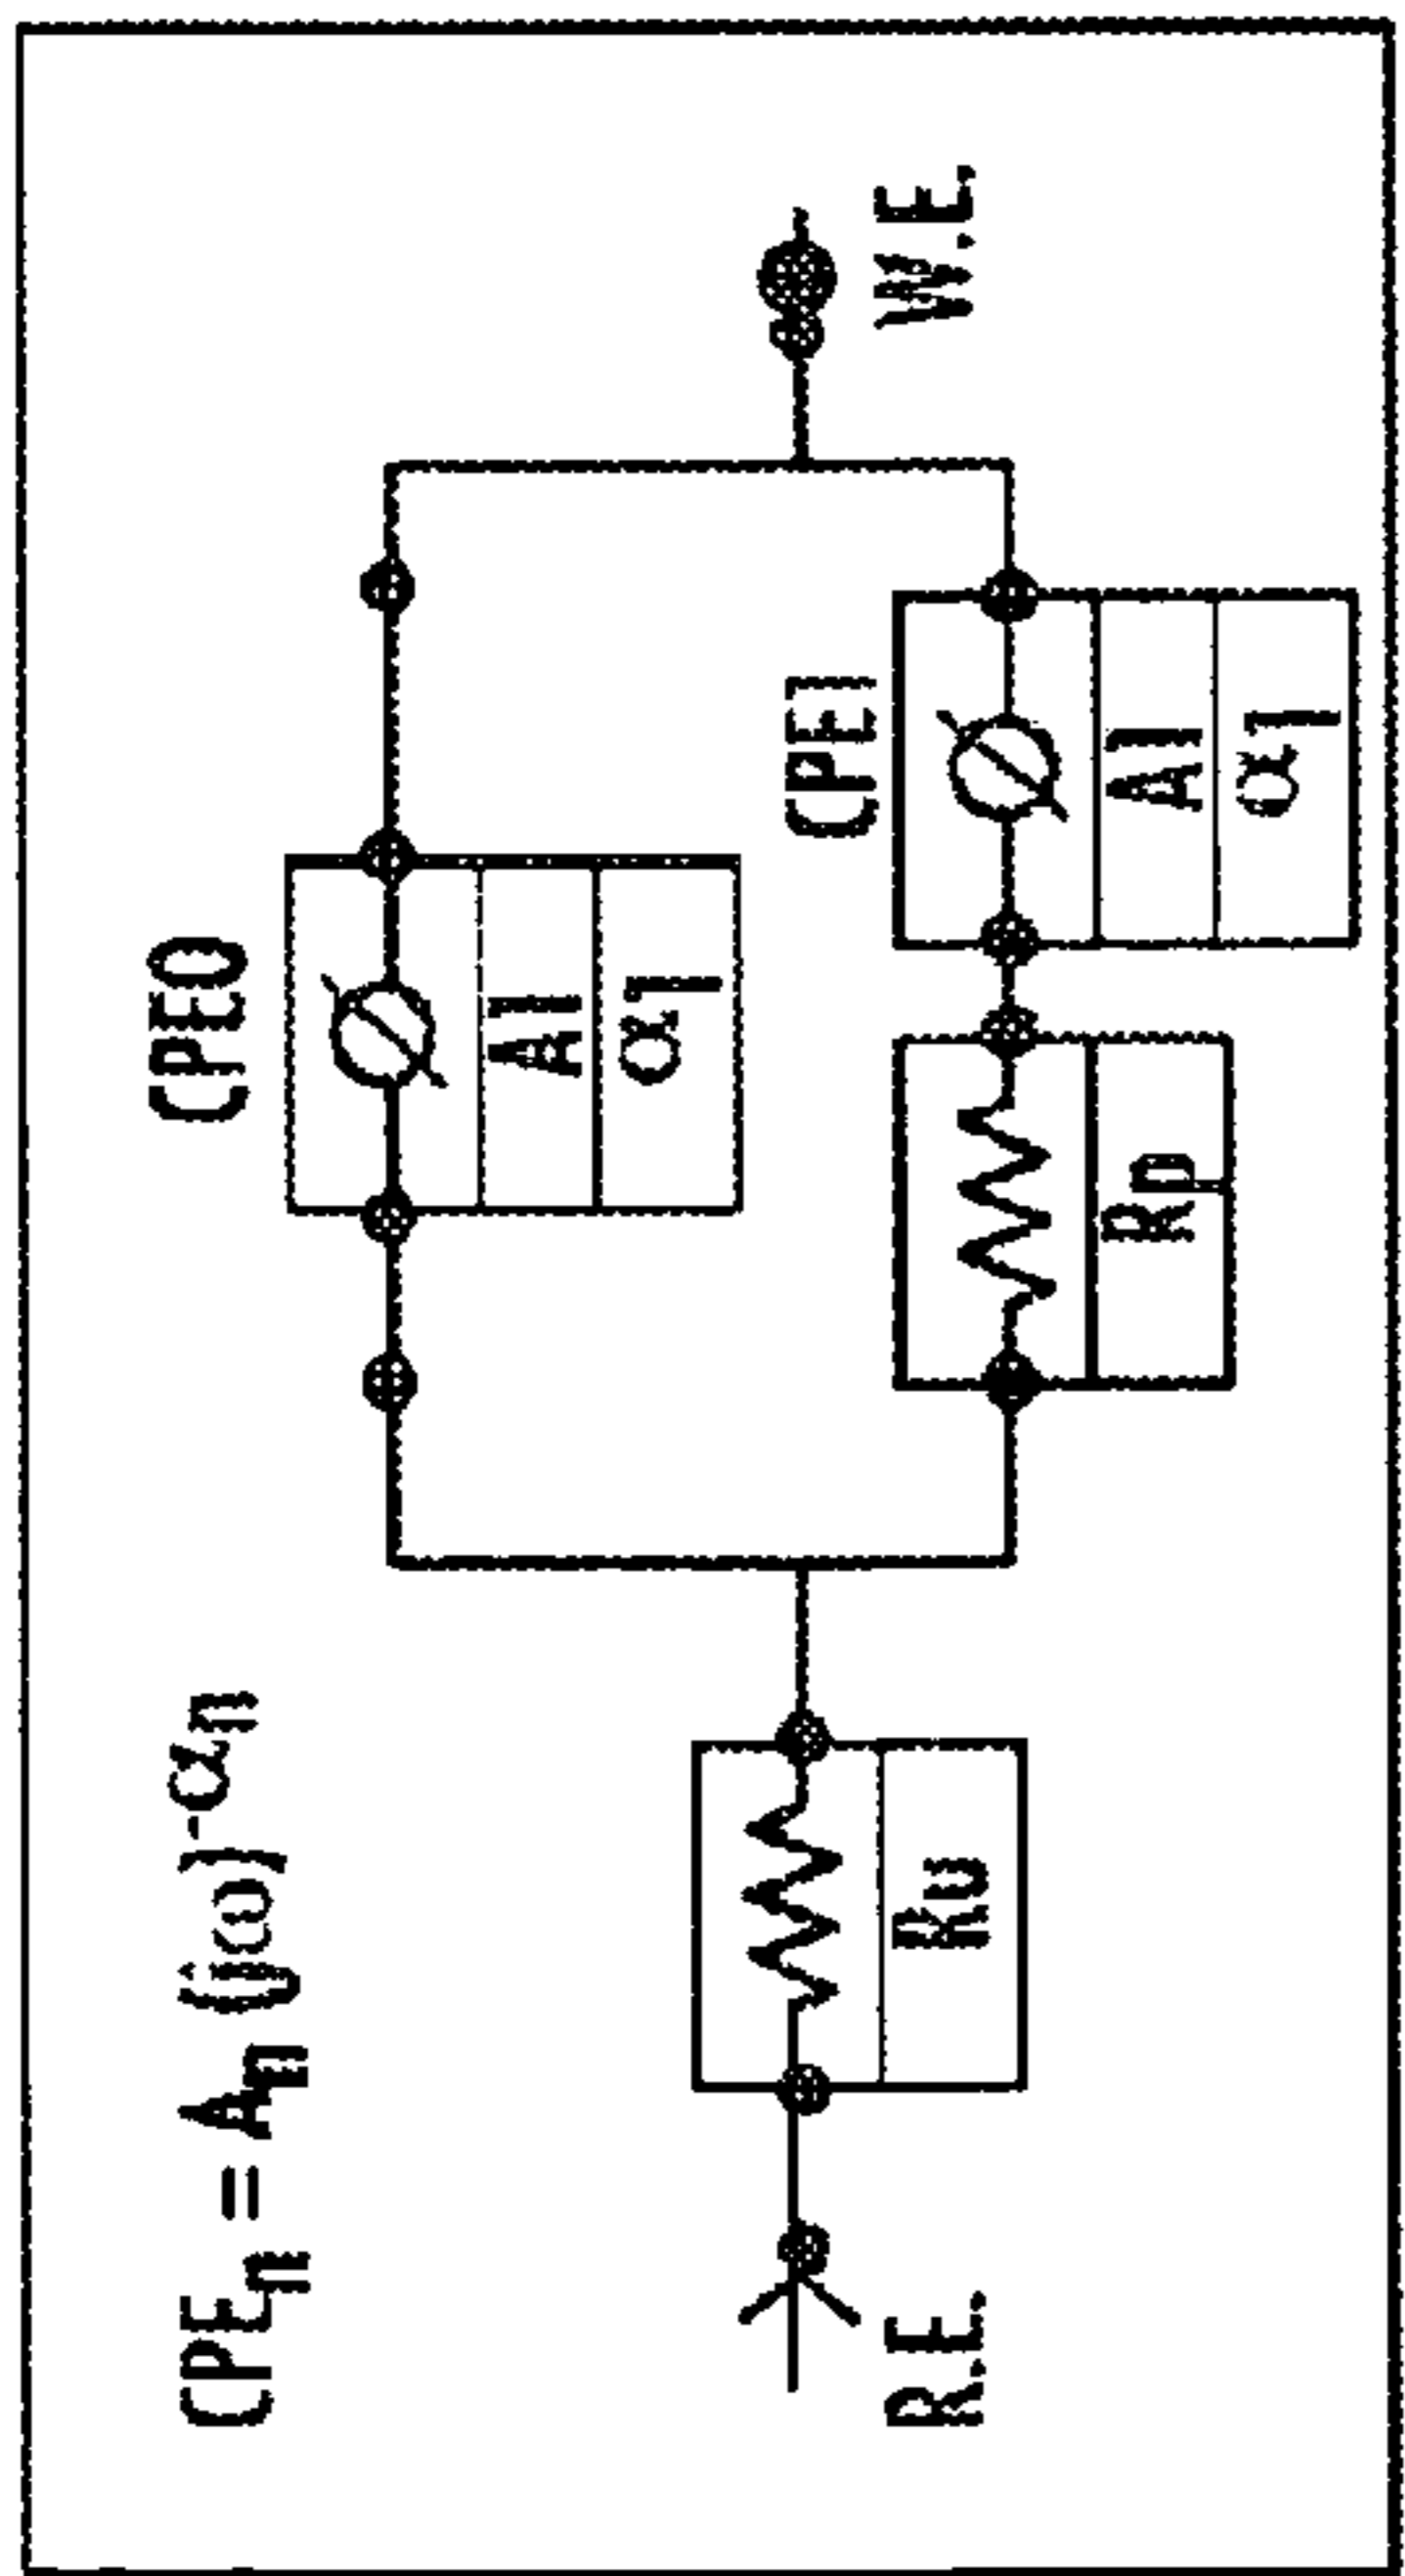 CPEₙ = Aₙ (jω)^-αₙ
CPE0
A1
α1
R.E.
Ru
Rp
CPE1
A1
α1
W.E.